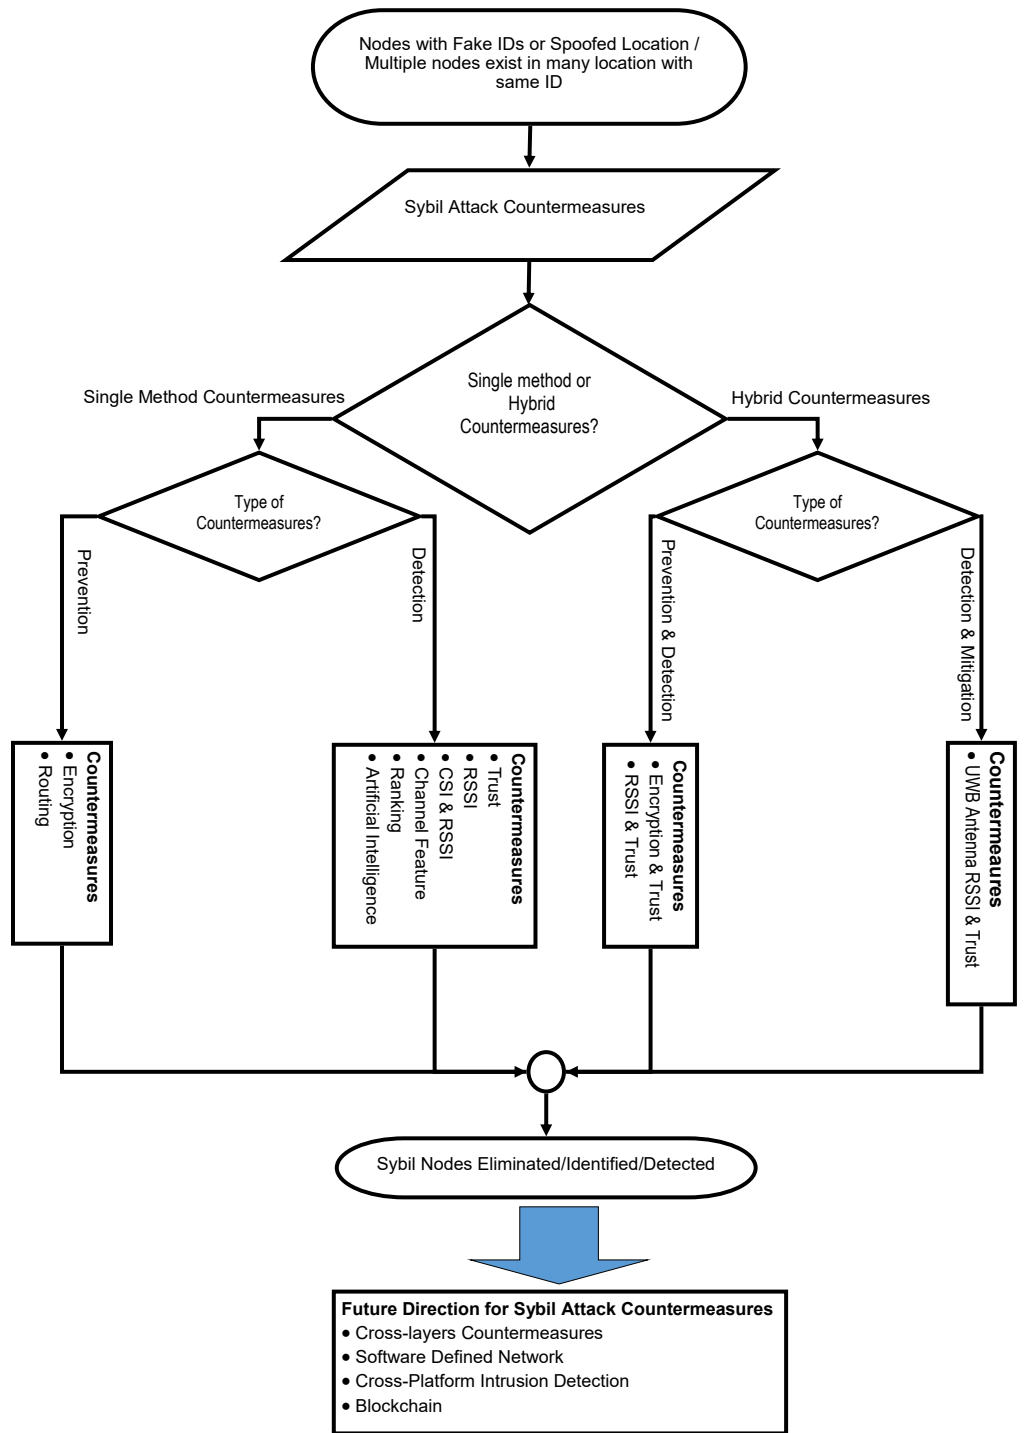 Nodes with Fake IDs or Spoofed Location /
Multiple nodes exist in many location with
same ID
Sybil Attack Countermeasures
Single method or
Hybrid
Countermeasures?
Single Method Countermeasures
Hybrid Countermeasures
Type of
Countermeasures?
Type of
Countermeasures?
Prevention
Detection
Prevention & Detection
Detection & Mitigation
Countermeasures
• Encryption
• Routing
Countermeasures
• Trust
• RSSI
• CSI & RSSI
• Channel Feature
• Ranking
• Artificial Intelligence
Countermeasures
• Encryption & Trust
• RSSI & Trust
Countermeaures
• UWB Antenna RSSI & Trust
Sybil Nodes Eliminated/Identified/Detected
Future Direction for Sybil Attack Countermeasures
• Cross-layers Countermeasures
• Software Defined Network
• Cross-Platform Intrusion Detection
• Blockchain